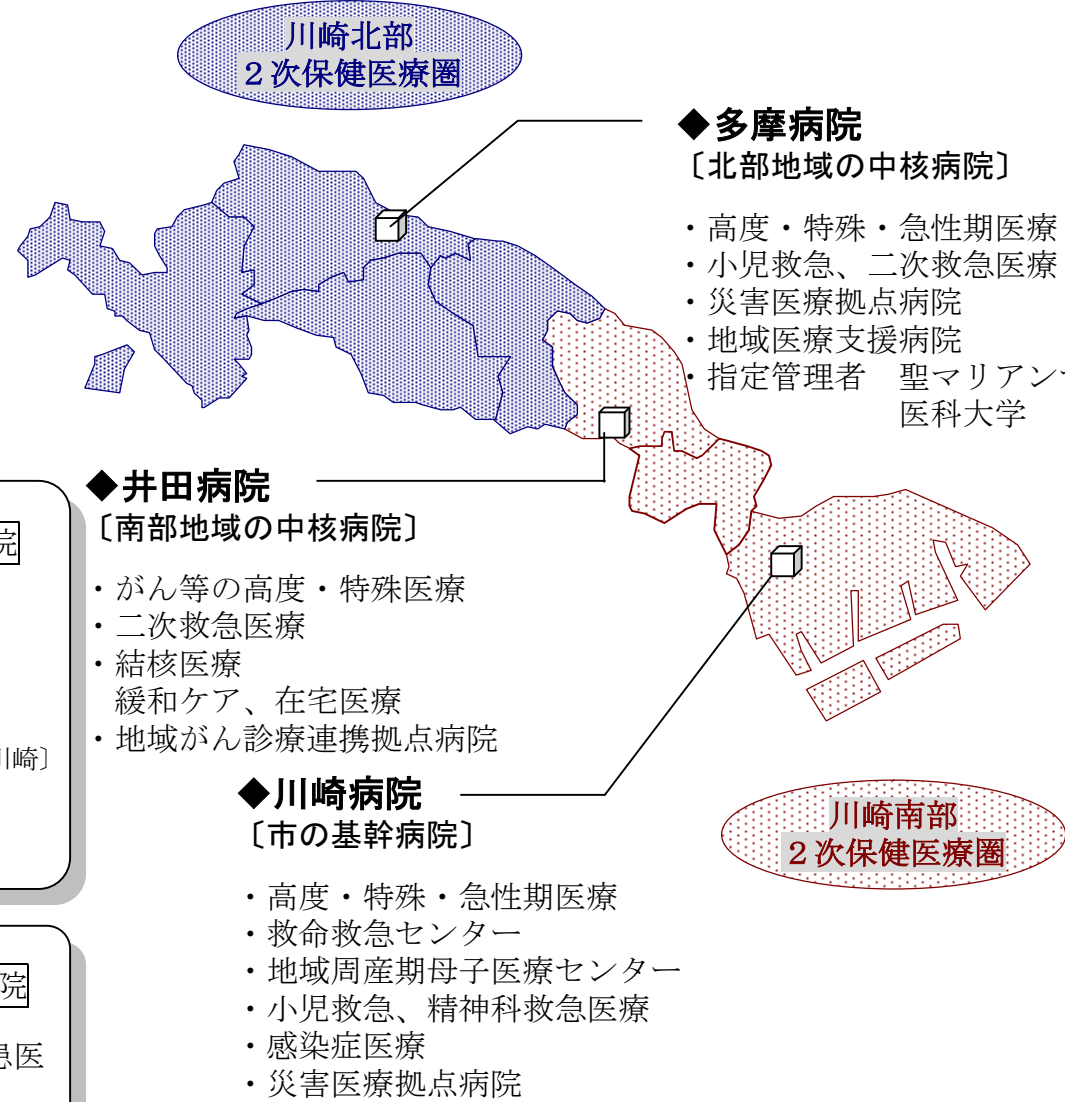 川崎北部
２次保健医療圏
◆多摩病院
〔北部地域の中核病院〕
・高度・特殊・急性期医療
・小児救急、二次救急医療
・災害医療拠点病院
・地域医療支援病院
・指定管理者　聖マリアン
医科大学
◆井田病院
〔南部地域の中核病院〕
・がん等の高度・特殊医療
・二次救急医療
・結核医療
緩和ケア、在宅医療
・地域がん診療連携拠点病院
院
川崎〕
◆川崎病院
〔市の基幹病院〕
・高度・特殊・急性期医療
・救命救急センター
・地域周産期母子医療センター
・小児救急、精神科救急医療
・感染症医療
・災害医療拠点病院
川崎南部
２次保健医療圏
院
患医